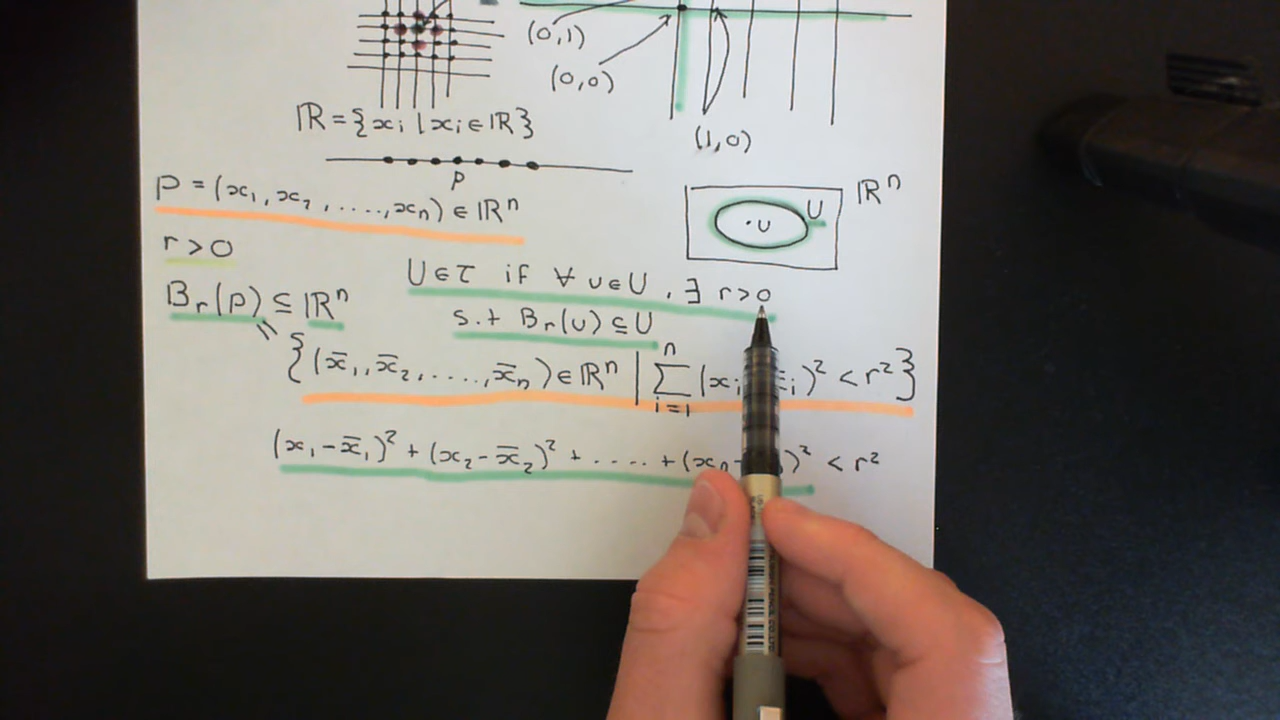 (0,1)
(0,0)
(1,0)
ℝ = {xᵢ | xᵢ ∈ ℝ}
p
p = (x₁, x₂, ....., xₙ) ∈ ℝⁿ
ℝⁿ
U
·u
r > 0
U ∈ τ if ∀ u ∈ U, ∃ r > 0
s.t Bᵣ(u) ⊆ U
Bᵣ(p) ⊆ ℝⁿ
=
{(x̄₁, x̄₂, ....., x̄ₙ) ∈ ℝⁿ | ∑ᵢ₌₁ⁿ (xᵢ x̄ᵢ)² < r²}
(x₁ - x̄₁)² + (x₂ - x̄₂)² + ..... + (xₙ - )² < r²